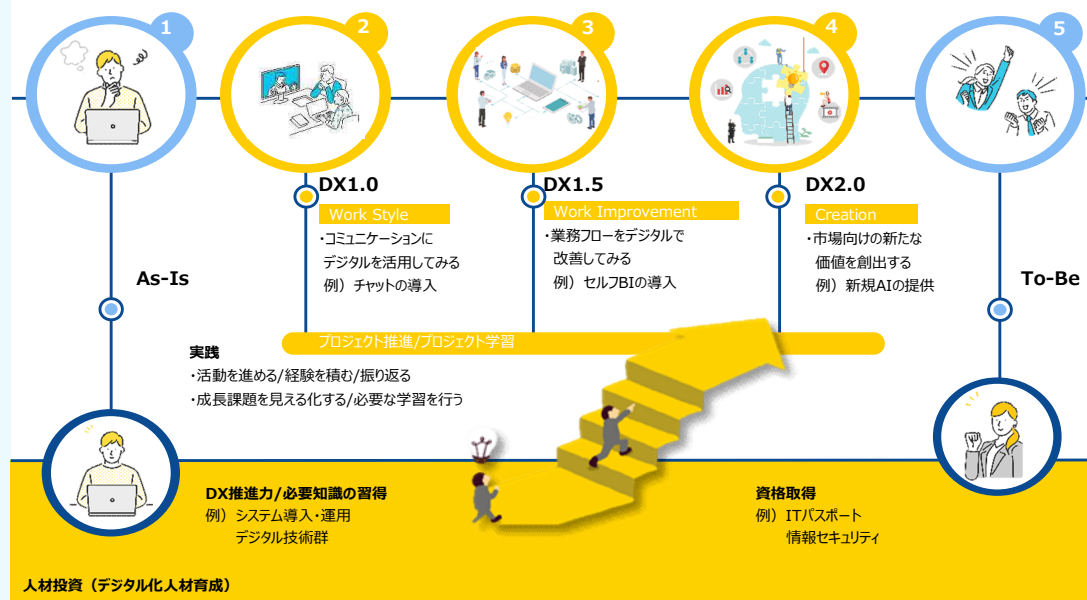 1
2
3
4
5
DX1.0
Work Style
・コミュニケーションに
デジタルを活用してみる
例）チャットの導入
DX1.5
Work Improvement
・業務フローをデジタルで
改善してみる
例）セルフBIの導入
DX2.0
Creation
・市場向けの新たな
価値を創出する
例）新規AIの提供
As-Is
To-Be
プロジェクト推進/プロジェクト学習
実践
・活動を進める/経験を積む/振り返る
・成長課題を見える化する/必要な学習を行う
DX推進力/必要知識の習得
例）システム導入・運用
デジタル技術群
資格取得
例）ITパスポート
情報セキュリティ
人材投資（デジタル化人材育成）